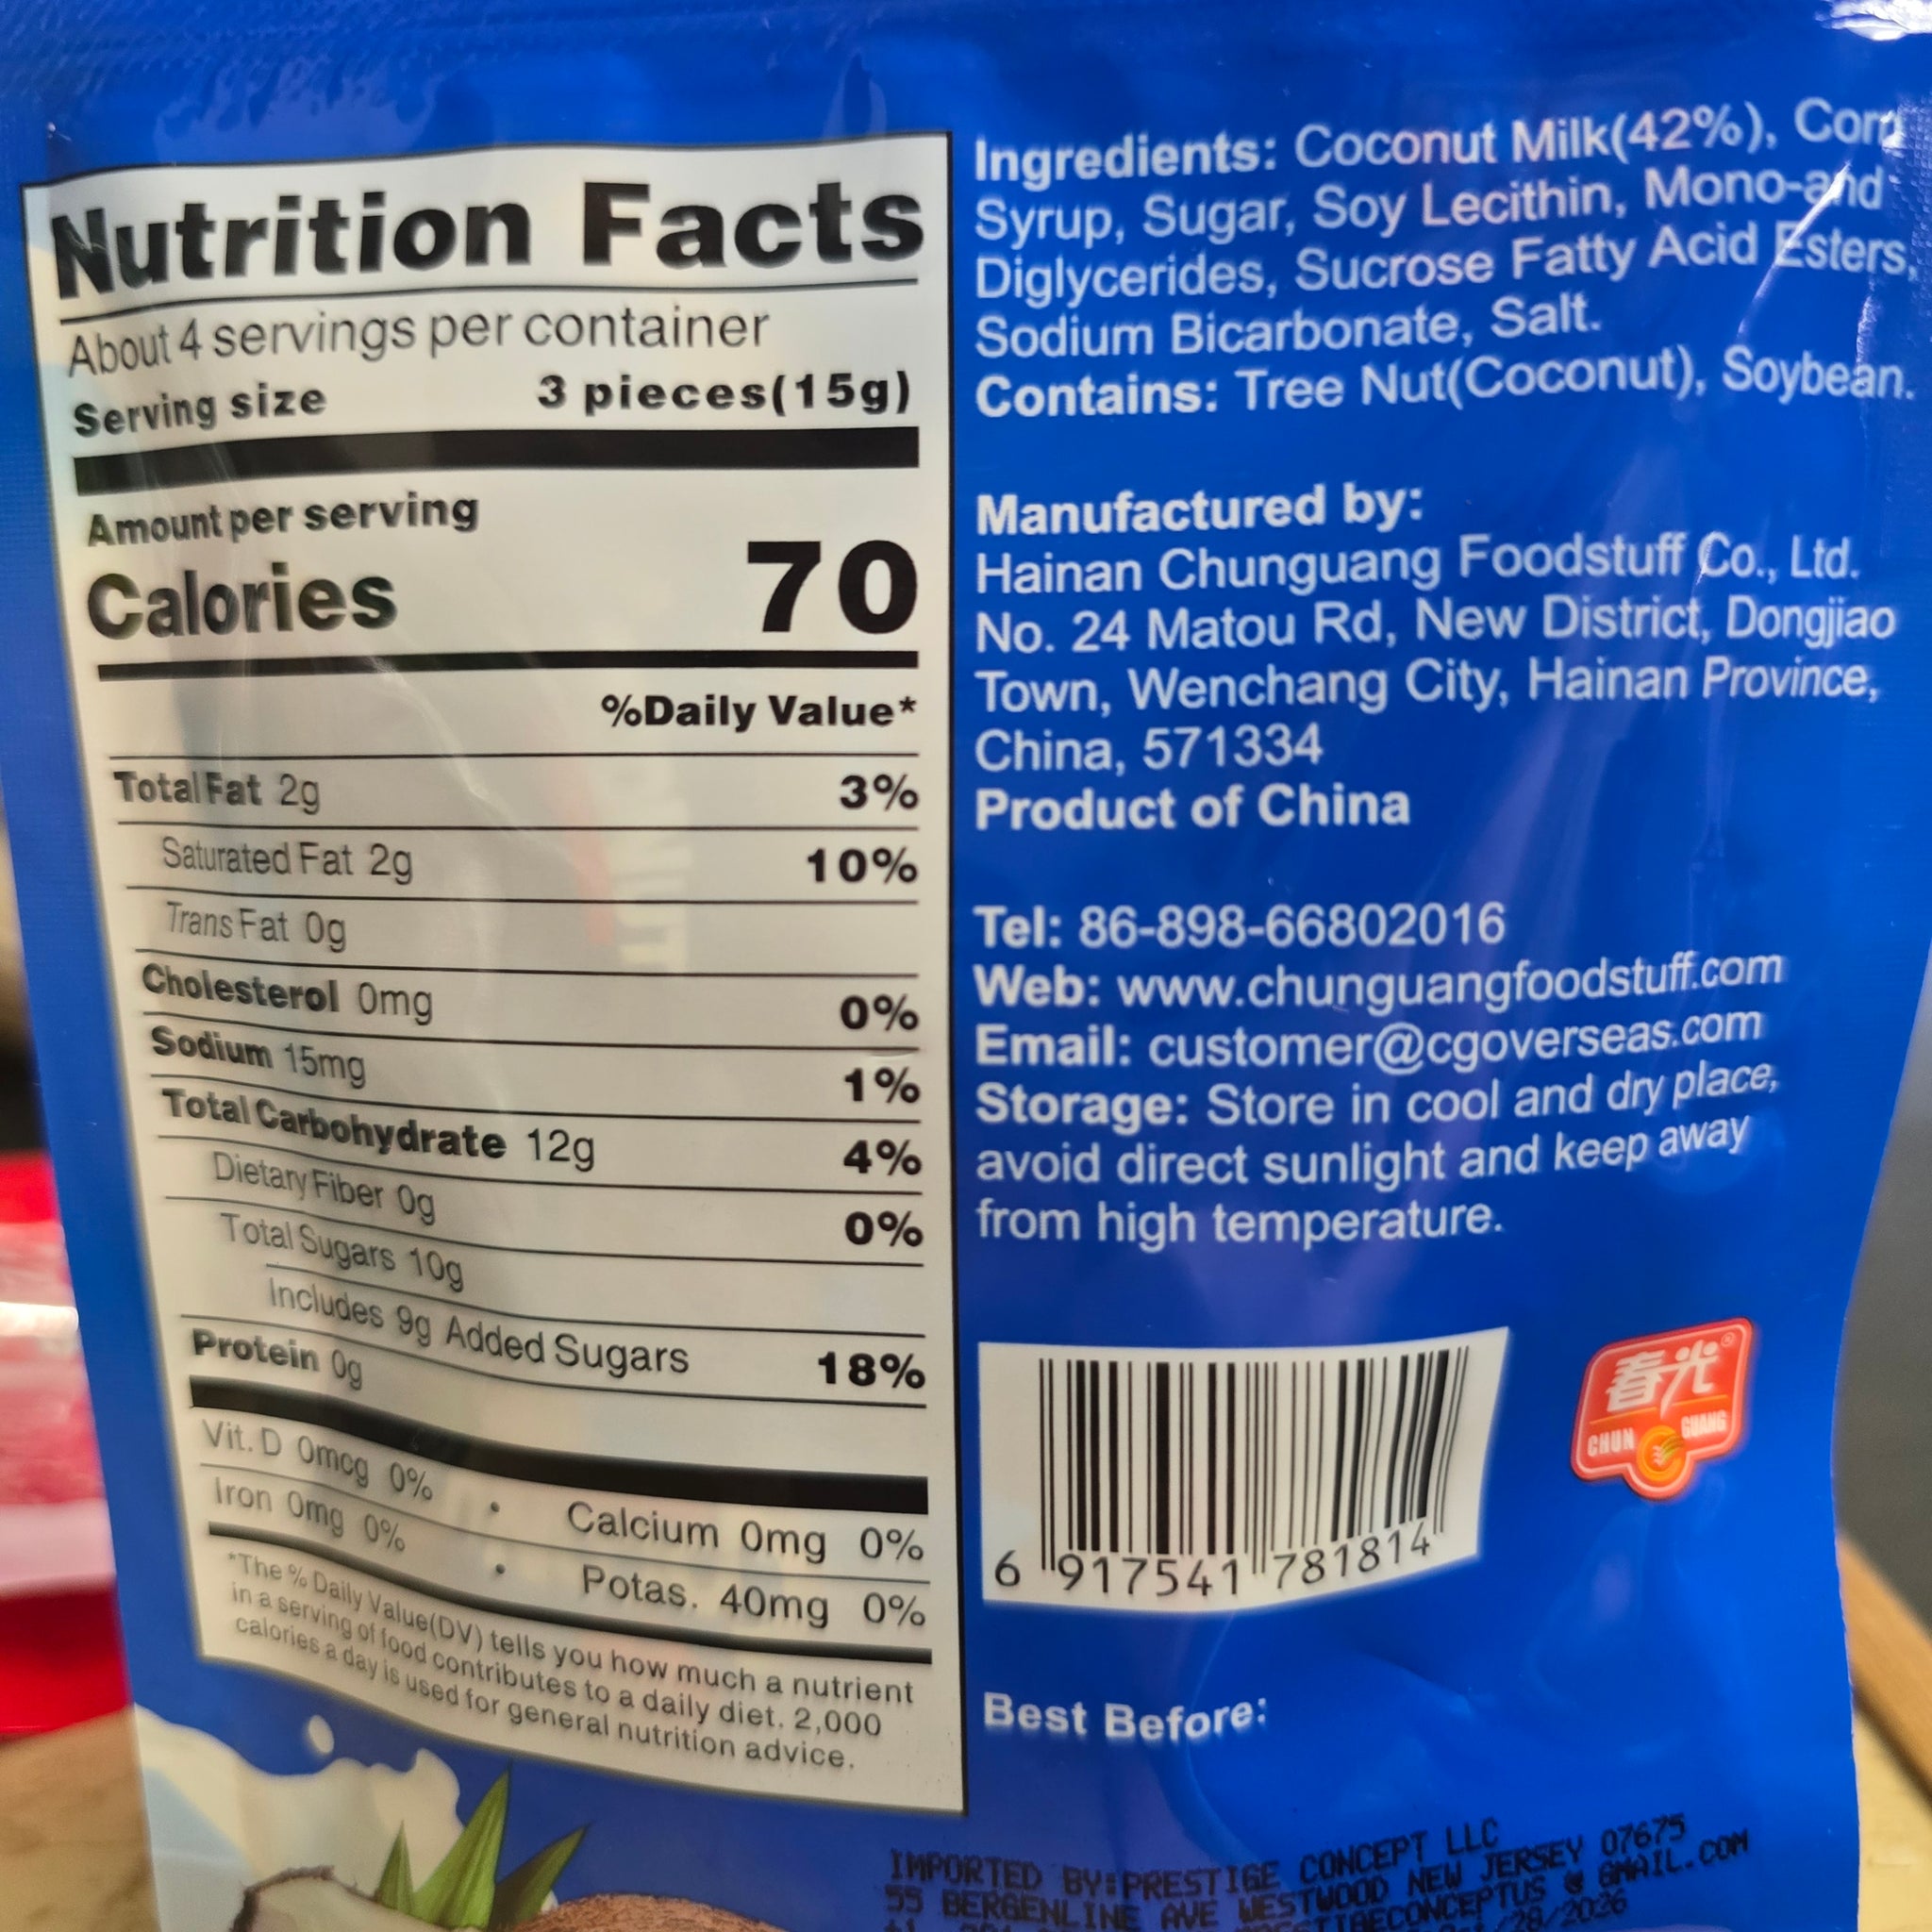 Nutrition Facts
About 4 servings per container
Serving size 3 pieces(15g)
Amount per serving
Calories 70
%Daily Value*
Total Fat 2g 3%
Saturated Fat 2g 10%
Trans Fat 0g
Cholesterol 0mg 0%
Sodium 15mg 1%
Total Carbohydrate 12g 4%
Dietary Fiber 0g 0%
Total Sugars 10g
Includes 9g Added Sugars 18%
Protein 0g
Vit. D 0mcg 0% • Calcium 0mg 0%
Iron 0mg 0% • Potas. 40mg 0%
*The % Daily Value(DV) tells you how much a nutrient
in a serving of food contributes to a daily diet. 2,000
calories a day is used for general nutrition advice.
Ingredients: Coconut Milk(42%), Corn
Syrup, Sugar, Soy Lecithin, Mono-and
Diglycerides, Sucrose Fatty Acid Esters,
Sodium Bicarbonate, Salt.
Contains: Tree Nut(Coconut), Soybean.
Manufactured by:
Hainan Chunguang Foodstuff Co., Ltd.
No. 24 Matou Rd, New District, Dongjiao
Town, Wenchang City, Hainan Province,
China, 571334
Product of China
Tel: 86-898-66802016
Web: www.chunguangfoodstuff.com
Email: customer@cgoverseas.com
Storage: Store in cool and dry place,
avoid direct sunlight and keep away
from high temperature.
6 917541 781814
春光®
CHUN GUANG
Best Before:
IMPORTED BY:PRESTIGE CONCEPT LLC
55 BERGENLINE AVE WESTWOOD NEW JERSEY 07675
@ GMAIL.COM
/28/2026